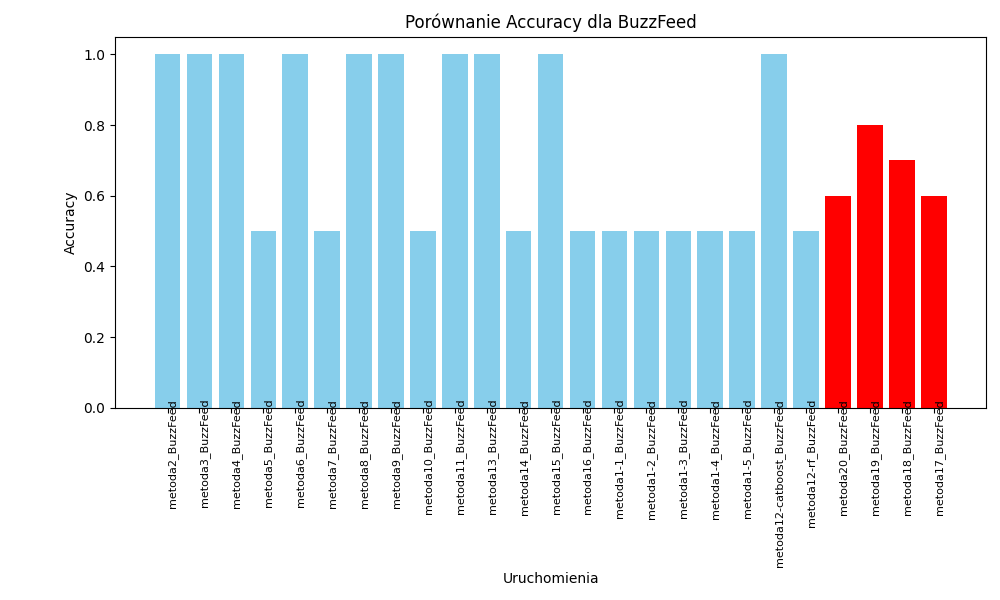 Porównanie Accuracy dla BuzzFeed
Accuracy
1.0
0.8
0.6
0.4
0.2
0.0
metoda2_BuzzFeed
metoda3_BuzzFeed
metoda4_BuzzFeed
metoda5_BuzzFeed
metoda6_BuzzFeed
metoda7_BuzzFeed
metoda8_BuzzFeed
metoda9_BuzzFeed
metoda10_BuzzFeed
metoda11_BuzzFeed
metoda13_BuzzFeed
metoda14_BuzzFeed
metoda15_BuzzFeed
metoda16_BuzzFeed
metoda1-1_BuzzFeed
metoda1-2_BuzzFeed
metoda1-3_BuzzFeed
metoda1-4_BuzzFeed
metoda1-5_BuzzFeed
metoda12-catboost_BuzzFeed
metoda12-rf_BuzzFeed
metoda20_BuzzFeed
metoda19_BuzzFeed
metoda18_BuzzFeed
metoda17_BuzzFeed
Uruchomienia